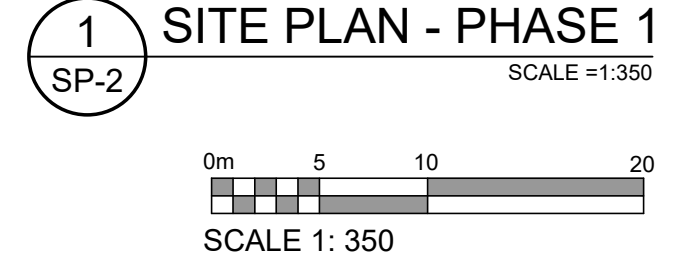 1 SITE PLAN - PHASE 1
SP-2 SCALE =1:350
0m 5 10 20
SCALE 1: 350